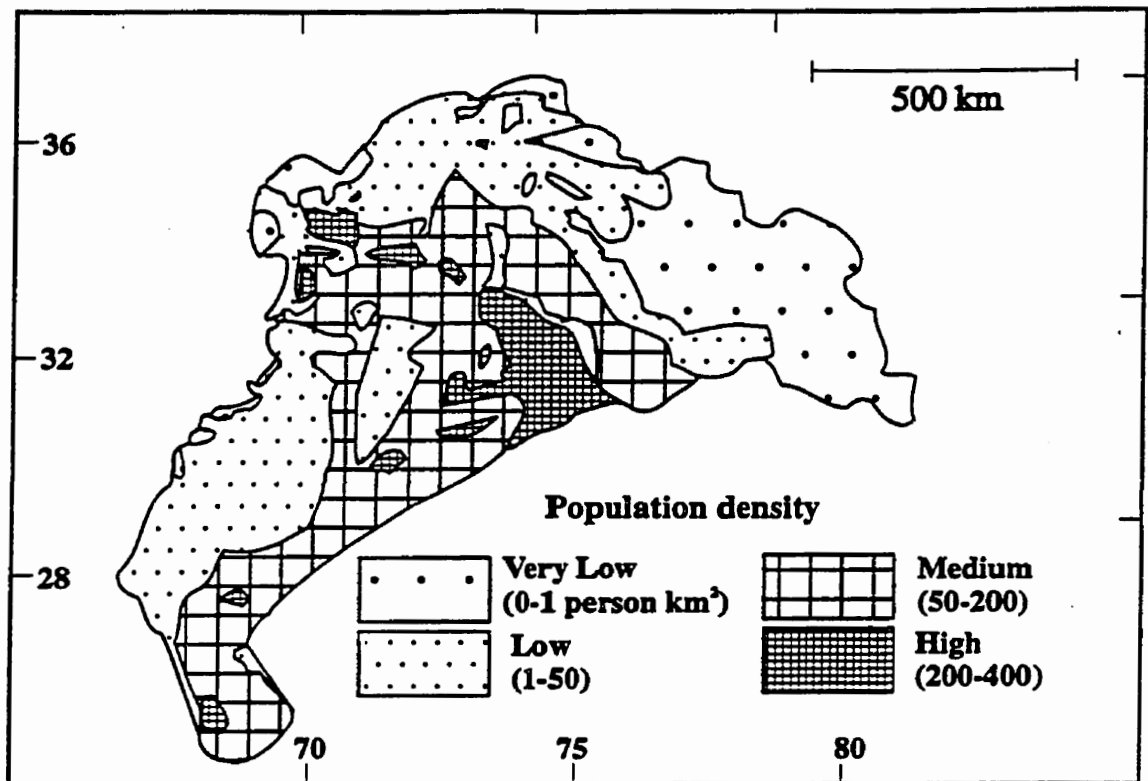 500 km
36
32
28
Population density
Very Low
(0-1 person km²)
Medium
(50-200)
Low
(1-50)
High
(200-400)
70
75
80